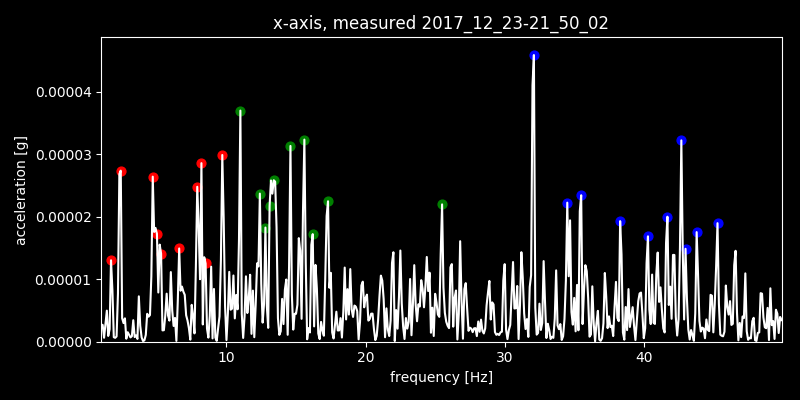 x-axis, measured 2017_12_23-21_50_02
acceleration [g]
0.00004
0.00003
0.00002
0.00001
0.00000
10 20 30 40
frequency [Hz]